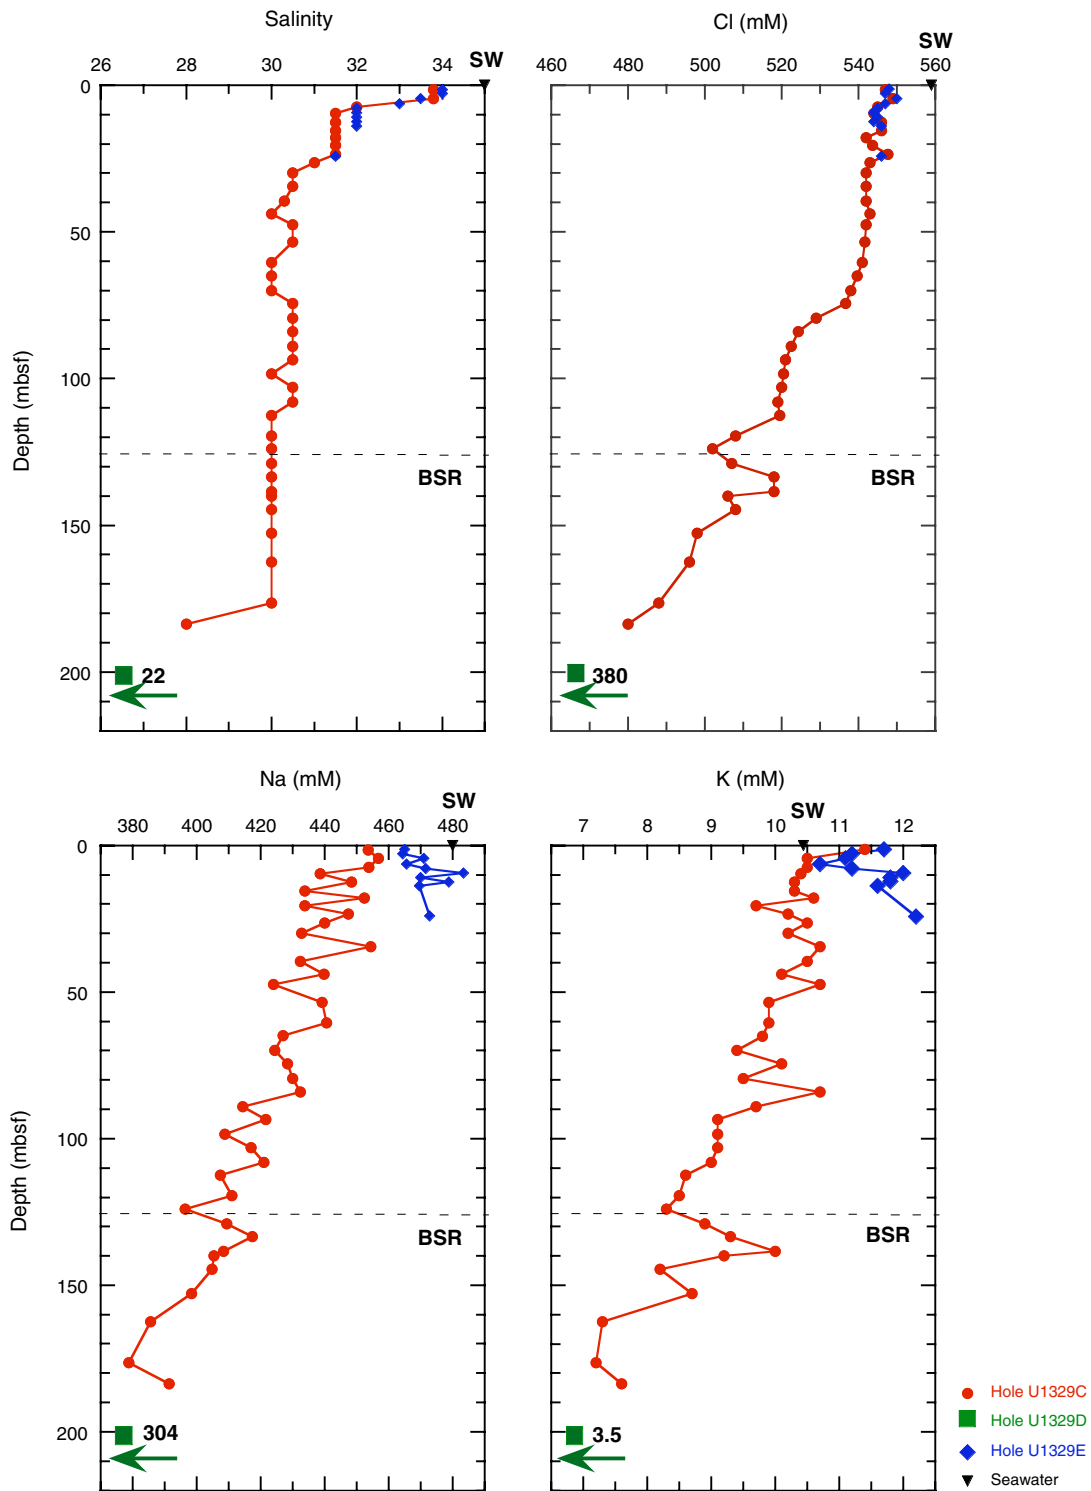 Salinity
26 28 30 32 34 SW
Cl (mM)
SW
460 480 500 520 540 560
0
50
100
150
200
Depth (mbsf)
BSR
BSR
22
380
Na (mM)
SW
380 400 420 440 460 480
K (mM)
SW
7 8 9 10 11 12
0
50
100
150
200
Depth (mbsf)
BSR
BSR
304
3.5
Hole U1329C
Hole U1329D
Hole U1329E
Seawater